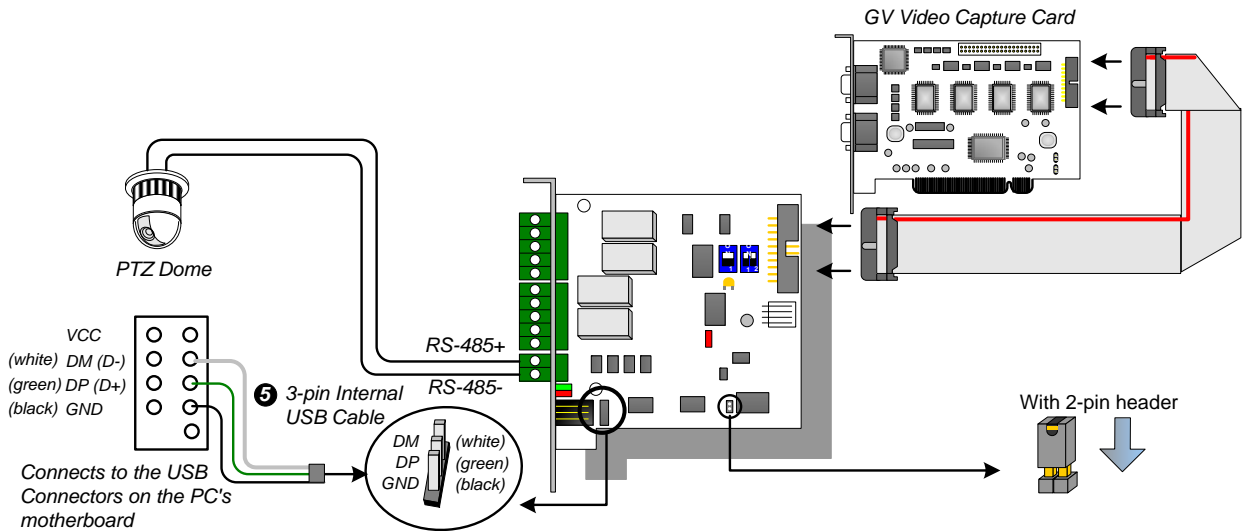 GV Video Capture Card
PTZ Dome
RS-485+
RS-485-
VCC
(white) DM (D-)
(green) DP (D+)
(black) GND
5 3-pin Internal
USB Cable
DM (white)
DP (green)
GND (black)
Connects to the USB
Connectors on the PC's
motherboard
With 2-pin header